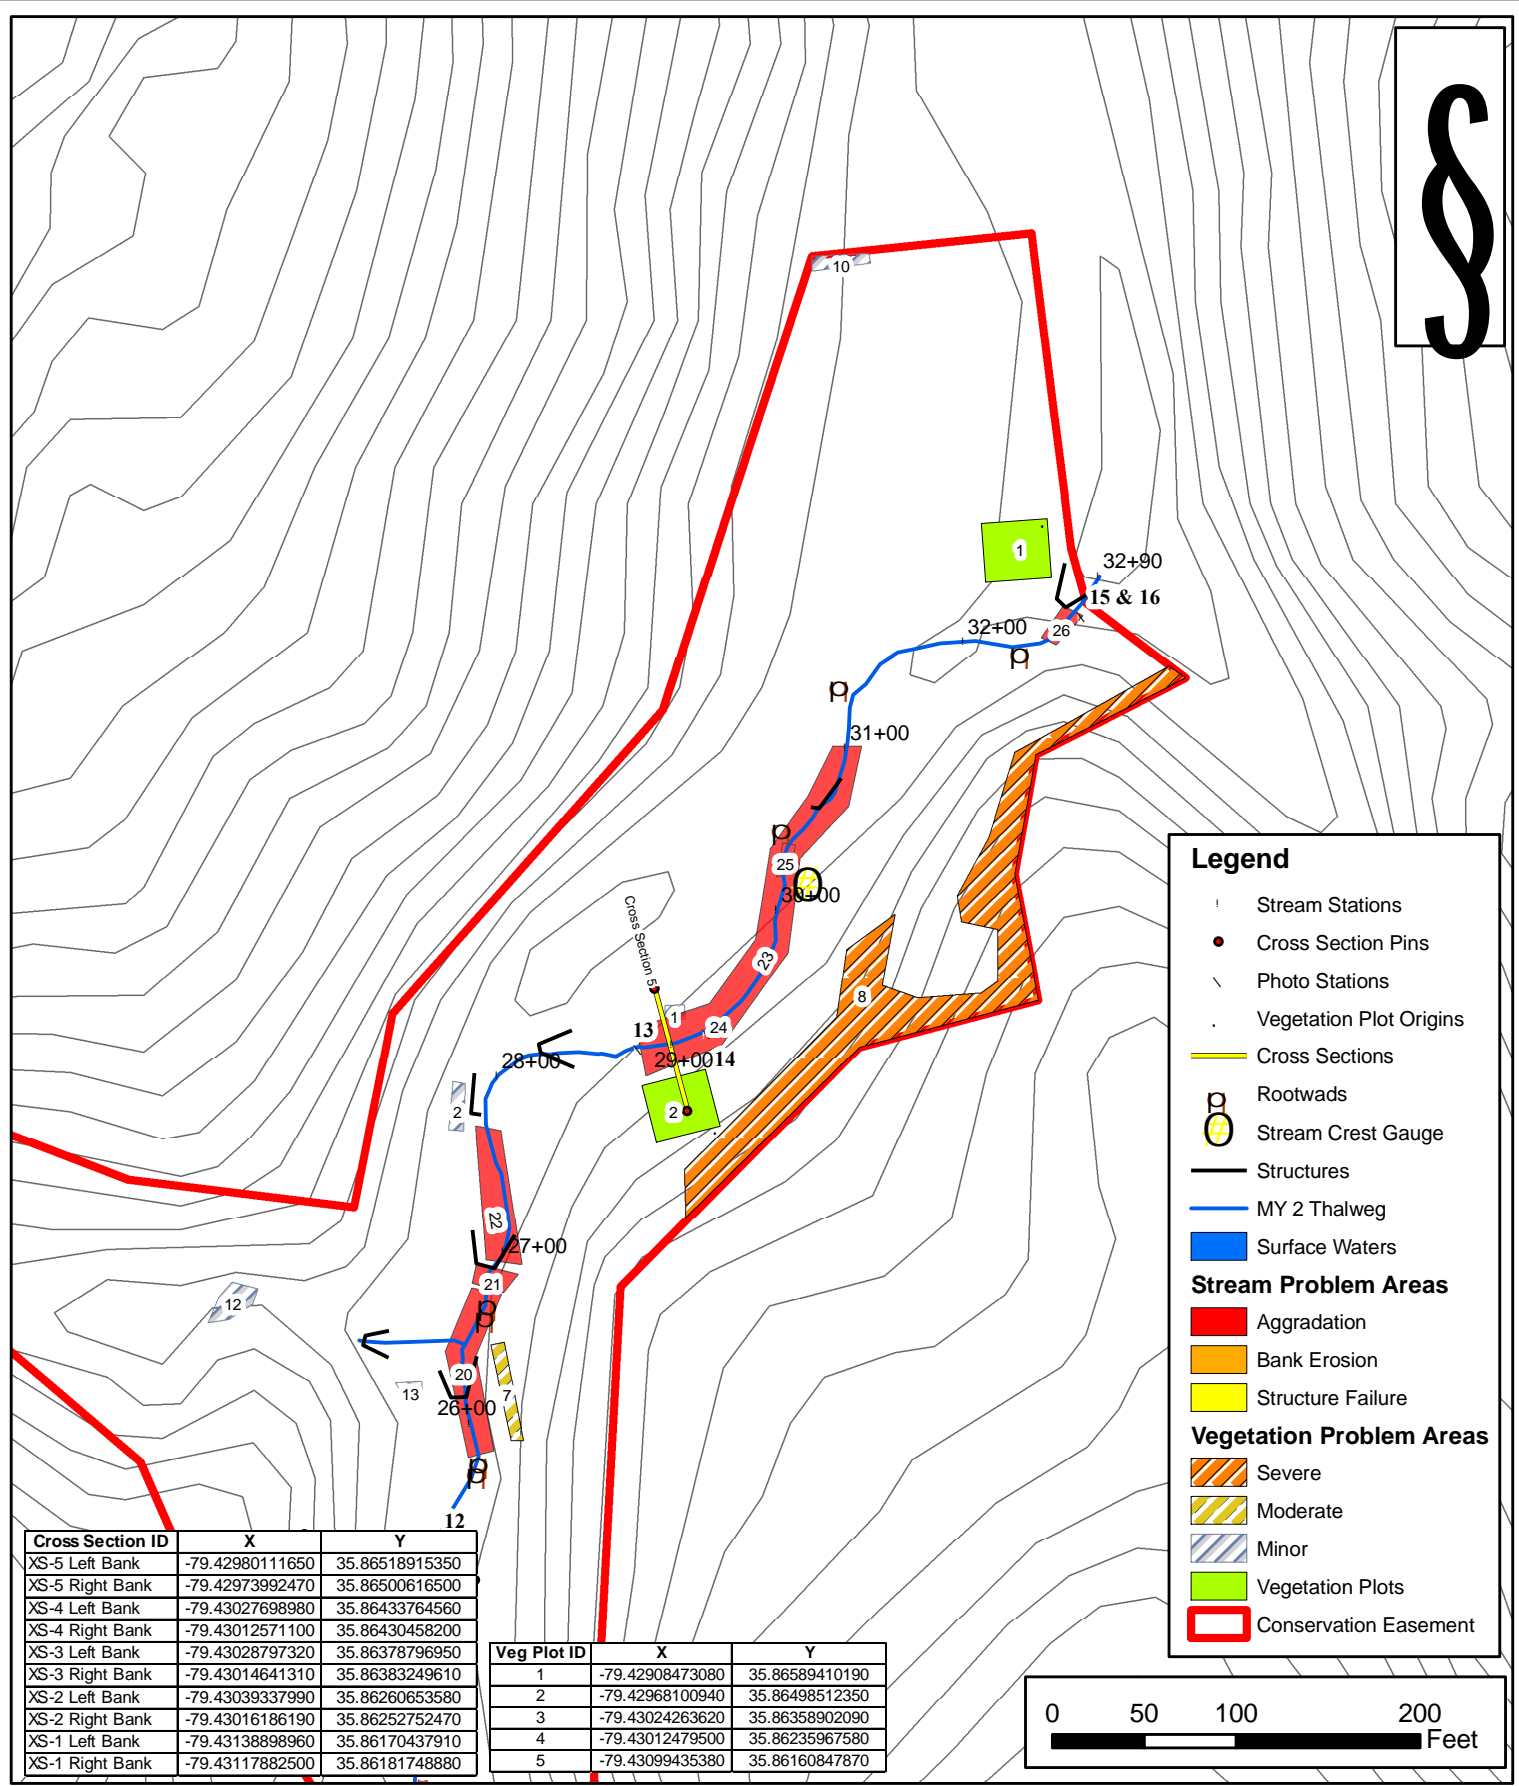 §
10
1
32+90
15 & 16
32+00
26
31+00
25
30+00
Cross Section 5
23
8
1
13
24
29+00
14
28+00
2
2
22
27+00
21
12
20
13
7
26+00
12
Legend
Stream Stations
Cross Section Pins
Photo Stations
Vegetation Plot Origins
Cross Sections
Rootwads
Stream Crest Gauge
Structures
MY 2 Thalweg
Surface Waters
Stream Problem Areas
Aggradation
Bank Erosion
Structure Failure
Vegetation Problem Areas
Severe
Moderate
Minor
Vegetation Plots
Conservation Easement
Cross Section ID X Y
XS-5 Left Bank -79.42980111650 35.86518915350
XS-5 Right Bank -79.42973992470 35.86500616500
XS-4 Left Bank -79.43027698980 35.86433764560
XS-4 Right Bank -79.43012571100 35.86430458200
XS-3 Left Bank -79.43028797320 35.86378796950
XS-3 Right Bank -79.43014641310 35.86383249610
XS-2 Left Bank -79.43039337990 35.86260653580
XS-2 Right Bank -79.43016186190 35.86252752470
XS-1 Left Bank -79.43138898960 35.86170437910
XS-1 Right Bank -79.43117882500 35.86181748880
Veg Plot ID X Y
1 -79.42908473080 35.86589410190
2 -79.42968100940 35.86498512350
3 -79.43024263620 35.86358902090
4 -79.43012479500 35.86235967580
5 -79.43099435380 35.86160847870
0 50 100 200
Feet